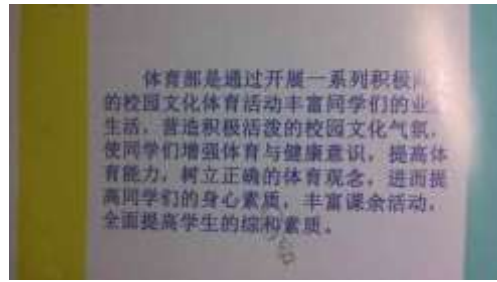 体育部是通过开展一系列积极
的校园文化体育活动丰富同学们的业
生活，营造积极活泼的校园文化气氛，
使同学们增强体育与健康意识，提高体
育能力，树立正确的体育观念，进而提
高同学们的身心素质，丰富课余活动，
全面提高学生的综和素质。